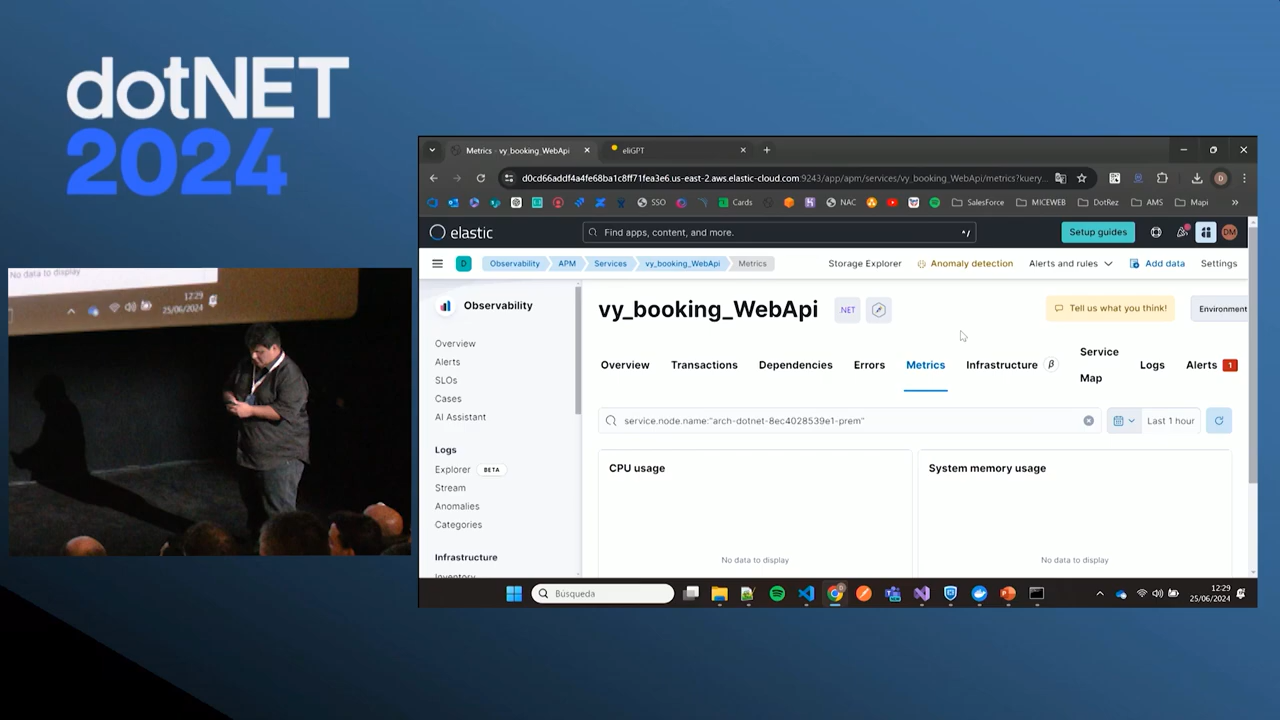 dotNET
2024
No data to display
12:29
25/06/2024
Metrics - vy_booking_WebApi
eliGPT
d0cd66addf4a4fe68ba1c8ff71fea3e6.us-east-2.aws.elastic-cloud.com:9243/app/apm/services/vy_booking_WebApi/metrics?kuery...
SSO
Cards
NAC
SalesForce
MICEWEB
DotRez
AMS
Mapi
elastic
Find apps, content, and more.
^/
Setup guides
DM
D
Observability
APM
Services
vy_booking_WebApi
Metrics
Storage Explorer
Anomaly detection
Alerts and rules
Add data
Settings
Observability
Overview
Alerts
SLOs
Cases
AI Assistant
Logs
Explorer BETA
Stream
Anomalies
Categories
Infrastructure
Inventory
vy_booking_WebApi
.NET
Tell us what you think!
Environment
Overview
Transactions
Dependencies
Errors
Metrics
Infrastructure β
Service
Map
Logs
Alerts 1
service.node.name:"arch-dotnet-8ec4028539e1-prem"
Last 1 hour
CPU usage
No data to display
System memory usage
No data to display
Búsqueda
12:29
25/06/2024